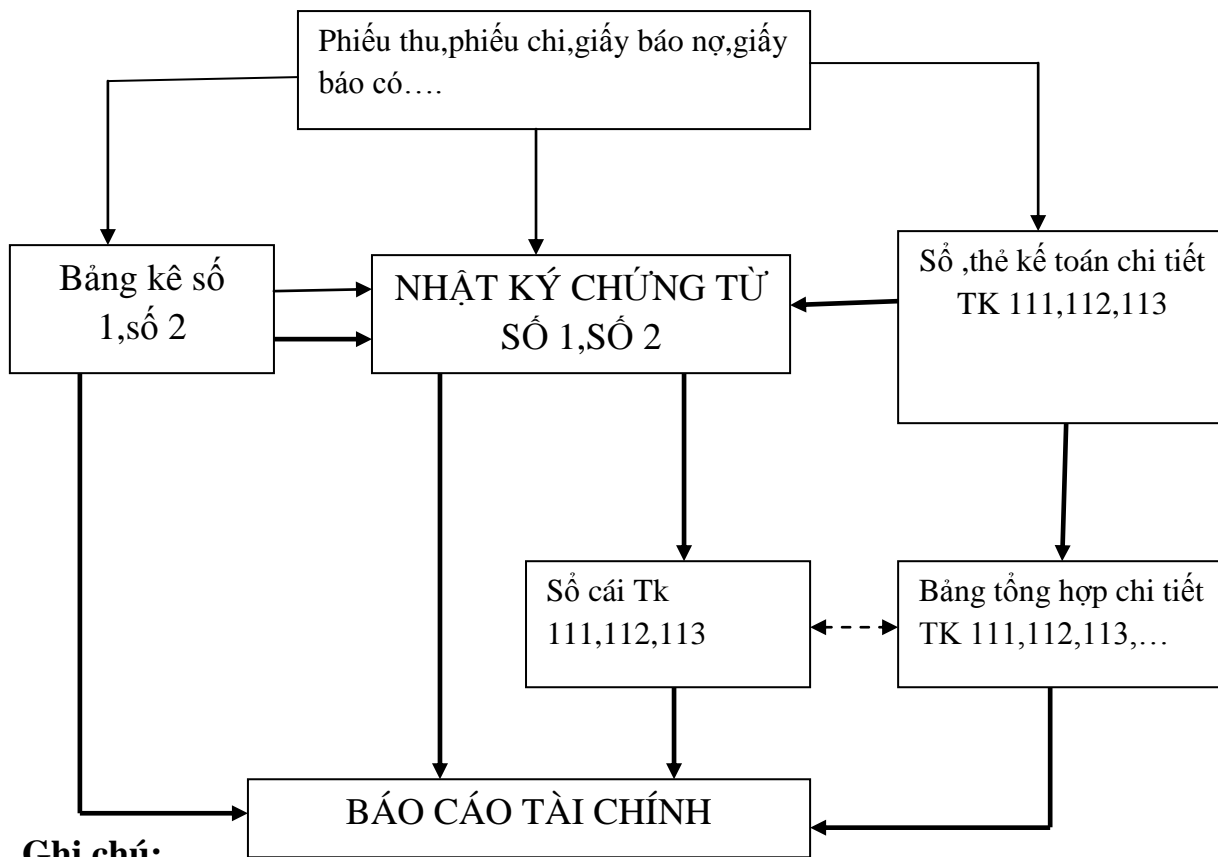 Phiếu thu,phiếu chi,giấy báo nợ,giấy
báo có….
Bảng kê số
1,số 2
NHẬT KÝ CHỨNG TỪ
SỐ 1,SỐ 2
Sổ ,thẻ kế toán chi tiết
TK 111,112,113
Sổ cái Tk
111,112,113
Bảng tổng hợp chi tiết
TK 111,112,113,…
BÁO CÁO TÀI CHÍNH
Ghi chú: